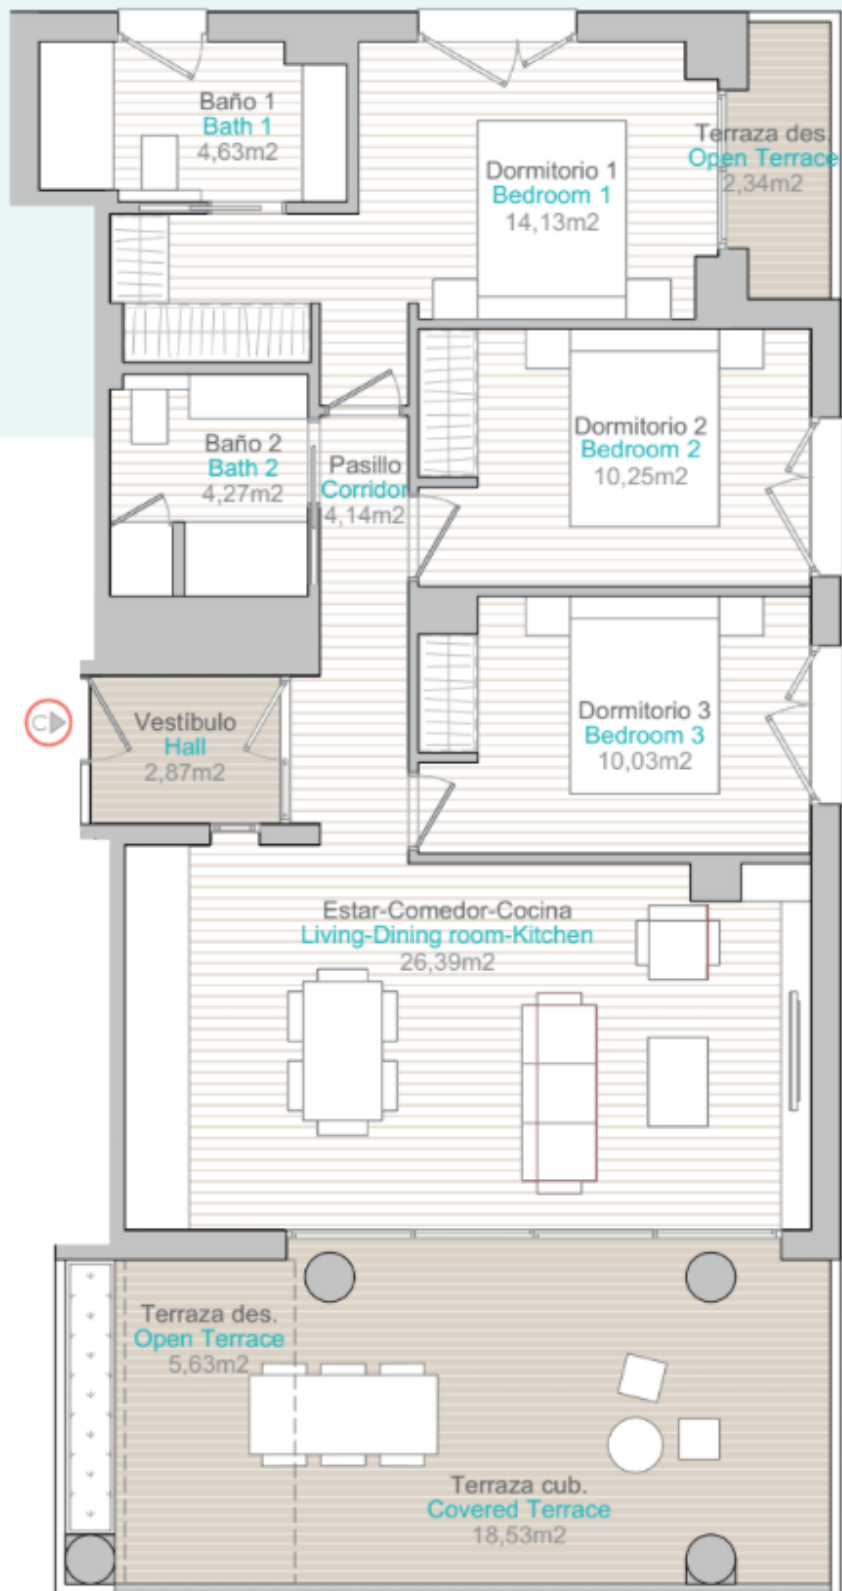 Baño 1
Bath 1
4,63m2
Dormitorio 1
Bedroom 1
14,13m2
Terraza des.
Open Terrace
2,34m2
Baño 2
Bath 2
4,27m2
Pasillo
Corridor
4,14m2
Dormitorio 2
Bedroom 2
10,25m2
Vestíbulo
Hall
2,87m2
C
Dormitorio 3
Bedroom 3
10,03m2
Estar-Comedor-Cocina
Living-Dining room-Kitchen
26,39m2
Terraza des.
Open Terrace
5,63m2
Terraza cub.
Covered Terrace
18,53m2